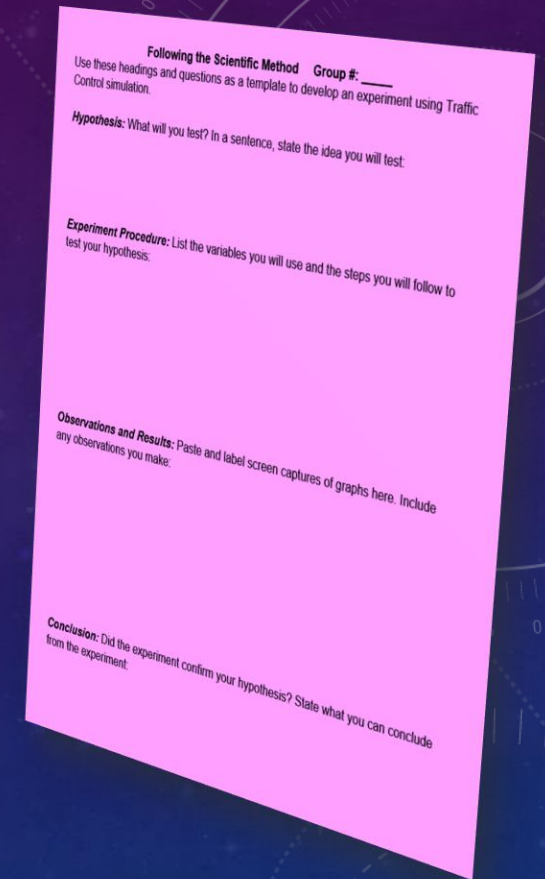 Following the Scientific Method Group #: _____
Use these headings and questions as a template to develop an experiment using Traffic
Control simulation.
Hypothesis: What will you test? In a sentence, state the idea you will test:
Experiment Procedure: List the variables you will use and the steps you will follow to
test your hypothesis:
Observations and Results: Paste and label screen captures of graphs here. Include
any observations you make:
Conclusion: Did the experiment confirm your hypothesis? State what you can conclude
from the experiment: